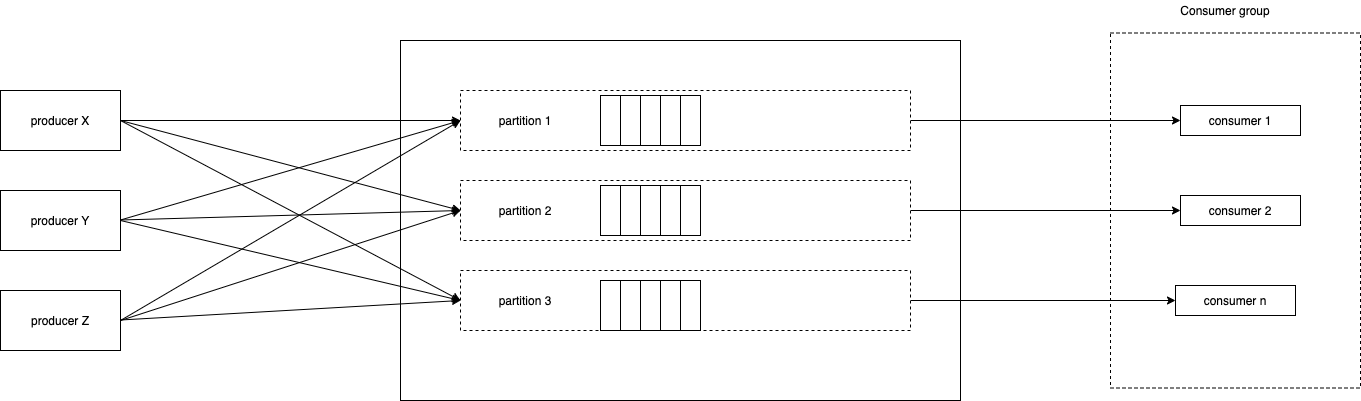 Consumer group
producer X
partition 1
consumer 1
producer Y
partition 2
consumer 2
producer Z
partition 3
consumer n